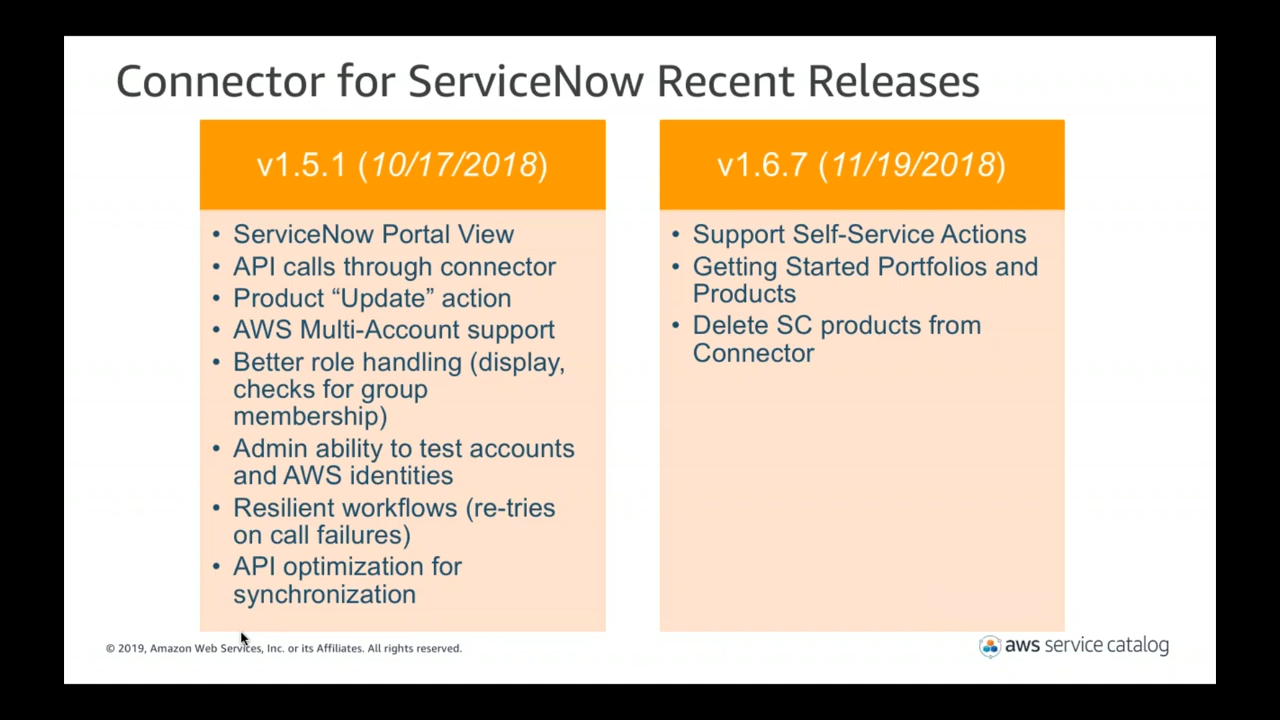 Connector for ServiceNow Recent Releases
v1.5.1 (10/17/2018)
• ServiceNow Portal View
• API calls through connector
• Product “Update” action
• AWS Multi-Account support
• Better role handling (display,
checks for group
membership)
• Admin ability to test accounts
and AWS identities
• Resilient workflows (re-tries
on call failures)
• API optimization for
synchronization
v1.6.7 (11/19/2018)
• Support Self-Service Actions
• Getting Started Portfolios and
Products
• Delete SC products from
Connector
© 2019, Amazon Web Services, Inc. or its Affiliates. All rights reserved.
aws service catalog